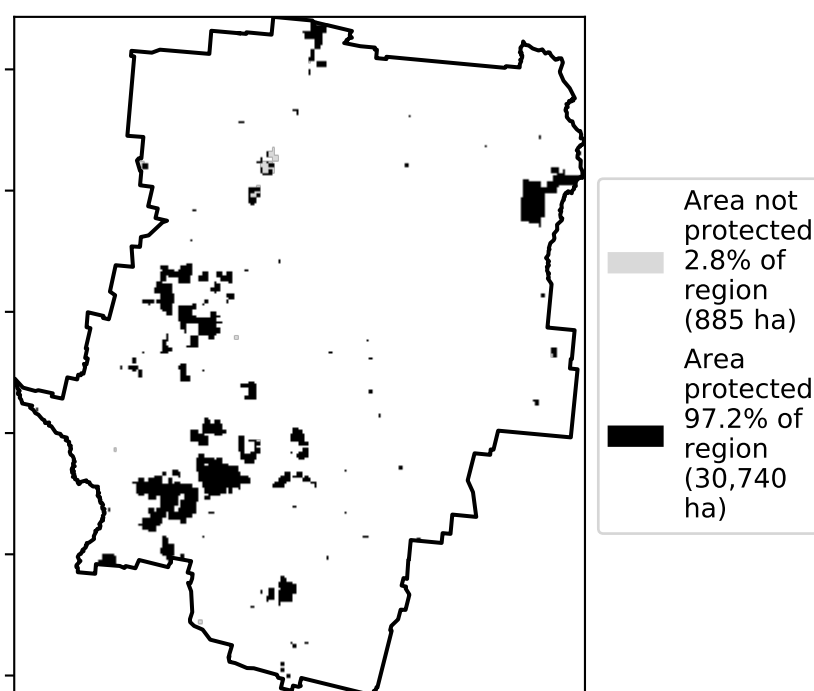 Area not
protected
2.8% of
region
(885 ha)
Area
protected
97.2% of
region
(30,740
ha)